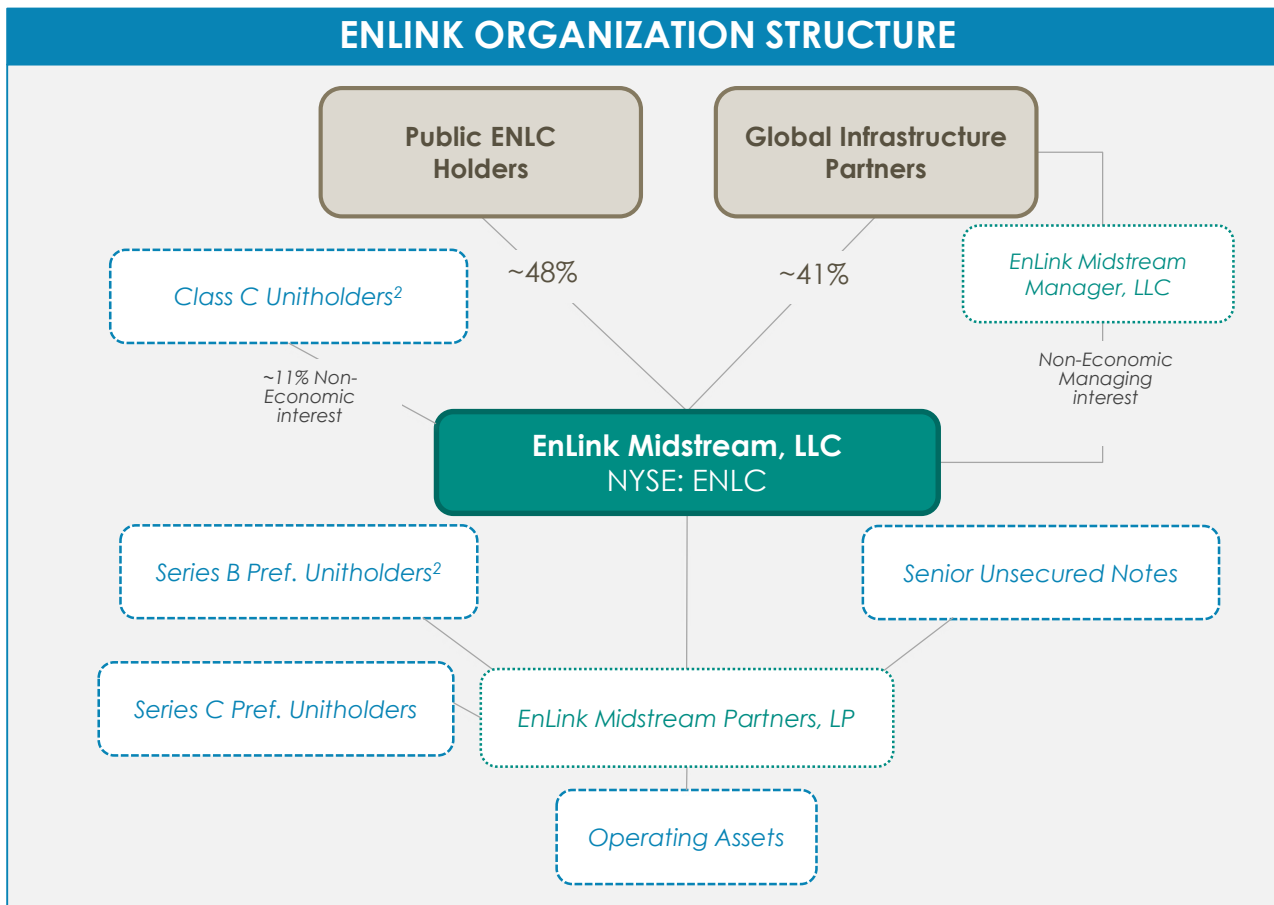 ENLINK ORGANIZATION STRUCTURE
Public ENLC
Holders
Global Infrastructure
Partners
~48%
~41%
EnLink Midstream
Manager, LLC
Class C Unitholders²
~11% Non-
Economic
interest
Non-Economic
Managing
interest
EnLink Midstream, LLC
NYSE: ENLC
Series B Pref. Unitholders²
Senior Unsecured Notes
Series C Pref. Unitholders
EnLink Midstream Partners, LP
Operating Assets